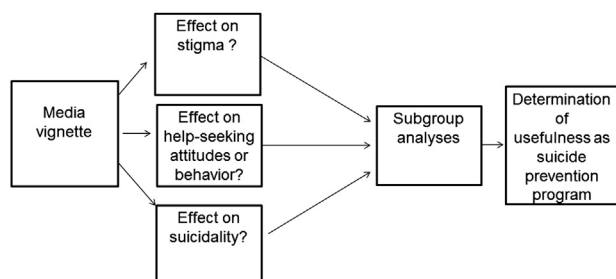 Media
vignette
Effect on
stigma ?
Effect on
help-seeking
attitudes or
behavior?
Effect on
suicidality?
Subgroup
analyses
Determination
of
usefulness as
suicide
prevention
program